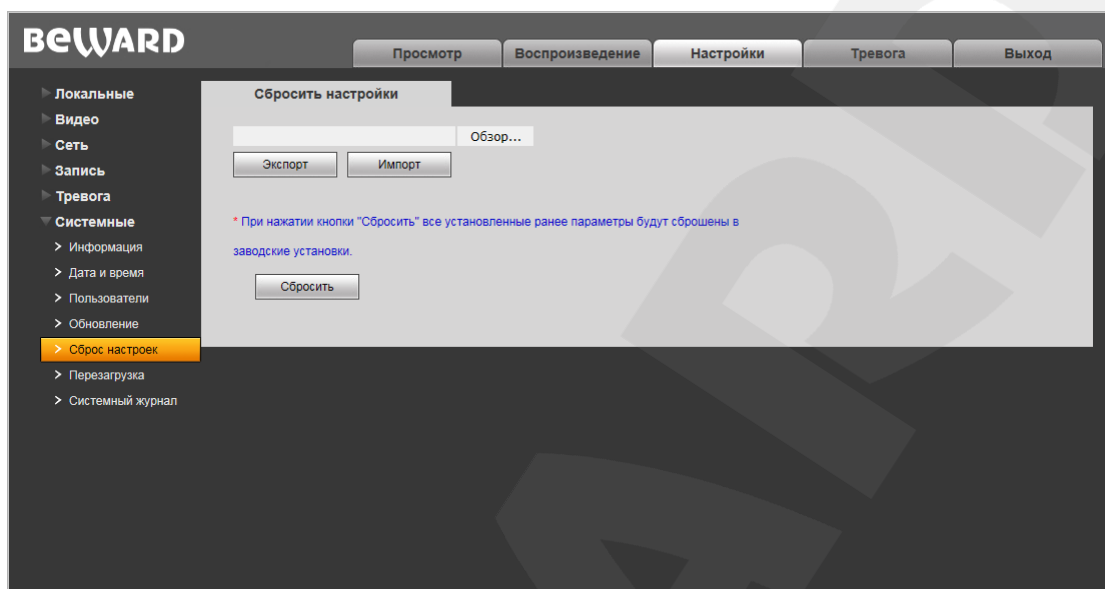 BEWARD
Просмотр
Воспроизведение
Настройки
Тревога
Выход
Локальные
Видео
Сеть
Запись
Тревога
Системные
Информация
Дата и время
Пользователи
Обновление
Сброс настроек
Перезагрузка
Системный журнал
Сбросить настройки
Обзор...
Экспорт
Импорт
* При нажатии кнопки "Сбросить" все установленные ранее параметры будут сброшены в
заводские установки.
Сбросить